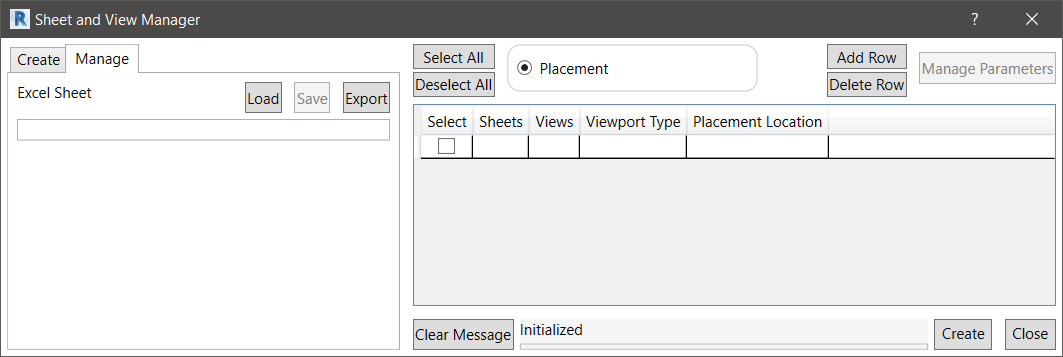 R Sheet and View Manager ?
Create Manage
Excel Sheet
Load Save Export
Select All
Deselect All
Placement
Add Row
Delete Row
Manage Parameters
Select Sheets Views Viewport Type Placement Location
Clear Message
Initialized
Create Close